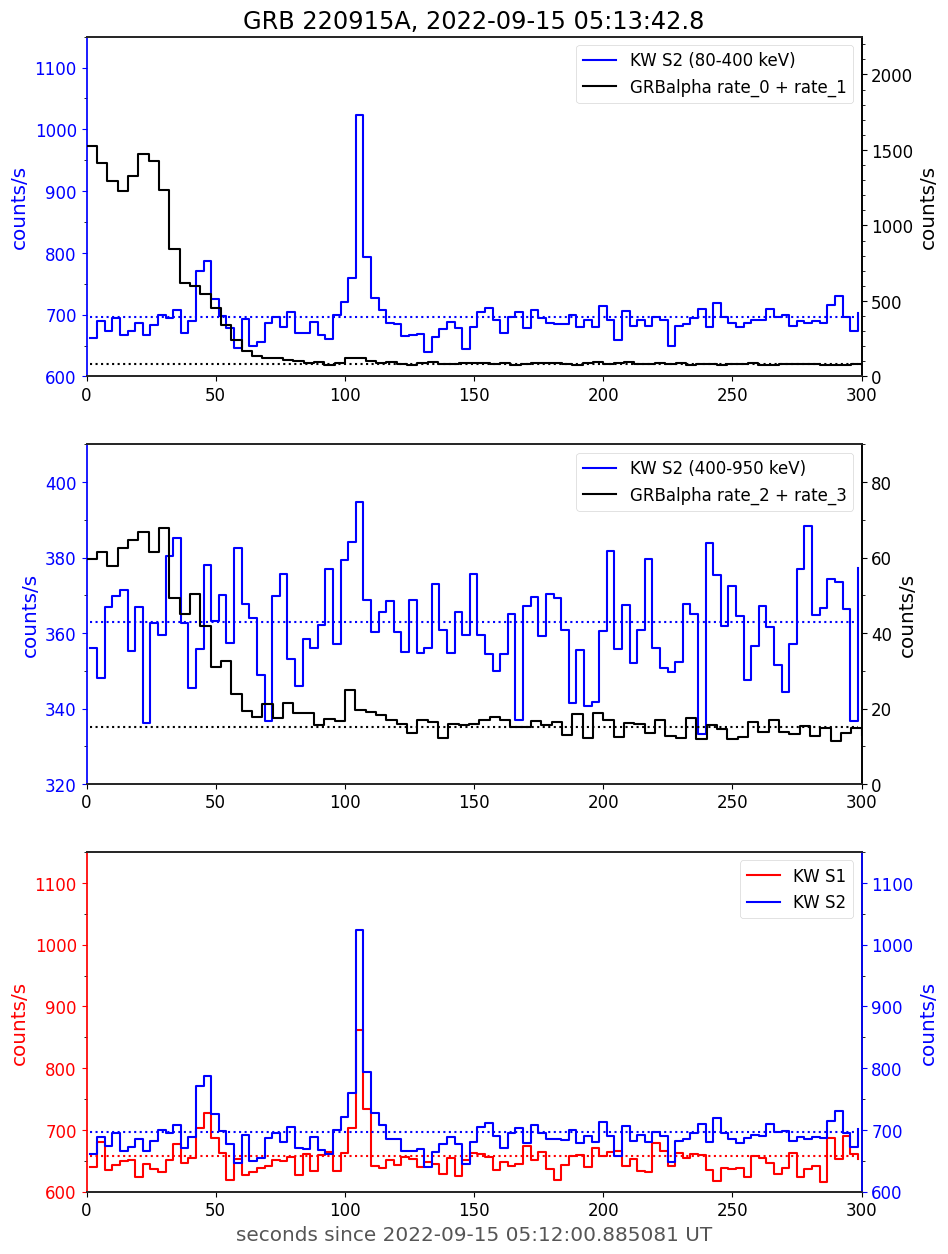 GRB 220915A, 2022-09-15 05:13:42.8
KW S2 (80-400 keV)
GRBalpha rate_0 + rate_1
counts/s
1100
1000
900
800
700
600
2000
1500
1000
500
0
counts/s
0 50 100 150 200 250 300
KW S2 (400-950 keV)
GRBalpha rate_2 + rate_3
counts/s
400
380
360
340
320
80
60
40
20
0
counts/s
0 50 100 150 200 250 300
KW S1
KW S2
counts/s
1100
1000
900
800
700
600
1100
1000
900
800
700
600
counts/s
0 50 100 150 200 250 300
seconds since 2022-09-15 05:12:00.885081 UT